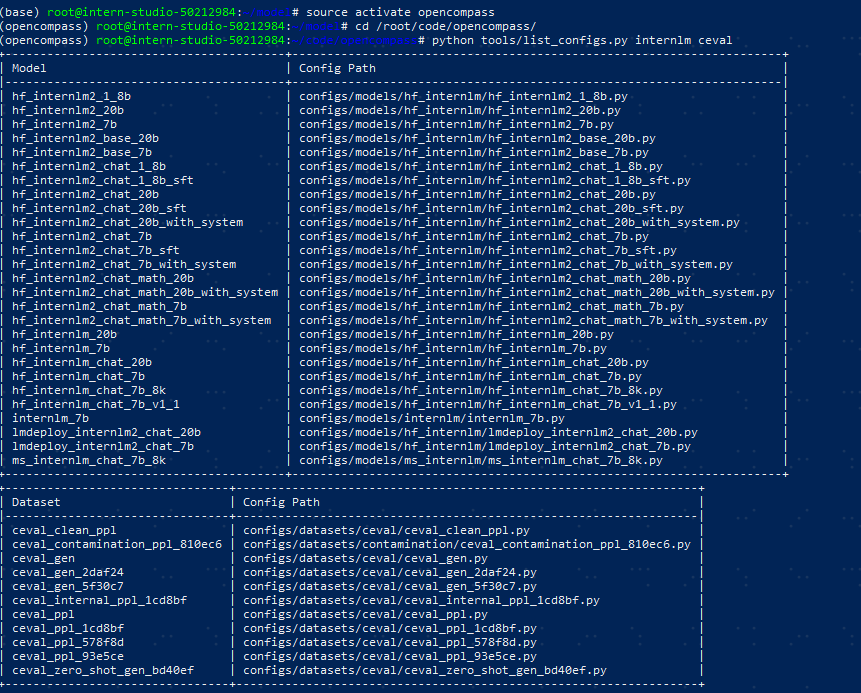 (base) root@intern-studio-50212984:~/model# source activate opencompass
(opencompass) root@intern-studio-50212984:~/model# cd /root/code/opencompass/
(opencompass) root@intern-studio-50212984:~/code/opencompass# python tools/list_configs.py internlm ceval
| Model | Config Path |
| hf_internlm2_1_8b | configs/models/hf_internlm/hf_internlm2_1_8b.py |
| hf_internlm2_20b | configs/models/hf_internlm/hf_internlm2_20b.py |
| hf_internlm2_7b | configs/models/hf_internlm/hf_internlm2_7b.py |
| hf_internlm2_base_20b | configs/models/hf_internlm/hf_internlm2_base_20b.py |
| hf_internlm2_base_7b | configs/models/hf_internlm/hf_internlm2_base_7b.py |
| hf_internlm2_chat_1_8b | configs/models/hf_internlm/hf_internlm2_chat_1_8b.py |
| hf_internlm2_chat_1_8b_sft | configs/models/hf_internlm/hf_internlm2_chat_1_8b_sft.py |
| hf_internlm2_chat_20b | configs/models/hf_internlm/hf_internlm2_chat_20b.py |
| hf_internlm2_chat_20b_sft | configs/models/hf_internlm/hf_internlm2_chat_20b_sft.py |
| hf_internlm2_chat_20b_with_system | configs/models/hf_internlm/hf_internlm2_chat_20b_with_system.py |
| hf_internlm2_chat_7b | configs/models/hf_internlm/hf_internlm2_chat_7b.py |
| hf_internlm2_chat_7b_sft | configs/models/hf_internlm/hf_internlm2_chat_7b_sft.py |
| hf_internlm2_chat_7b_with_system | configs/models/hf_internlm/hf_internlm2_chat_7b_with_system.py |
| hf_internlm2_chat_math_20b | configs/models/hf_internlm/hf_internlm2_chat_math_20b.py |
| hf_internlm2_chat_math_20b_with_system | configs/models/hf_internlm/hf_internlm2_chat_math_20b_with_system.py |
| hf_internlm2_chat_math_7b | configs/models/hf_internlm/hf_internlm2_chat_math_7b.py |
| hf_internlm2_chat_math_7b_with_system | configs/models/hf_internlm/hf_internlm2_chat_math_7b_with_system.py |
| hf_internlm_20b | configs/models/hf_internlm/hf_internlm_20b.py |
| hf_internlm_7b | configs/models/hf_internlm/hf_internlm_7b.py |
| hf_internlm_chat_20b | configs/models/hf_internlm/hf_internlm_chat_20b.py |
| hf_internlm_chat_7b | configs/models/hf_internlm/hf_internlm_chat_7b.py |
| hf_internlm_chat_7b_8k | configs/models/hf_internlm/hf_internlm_chat_7b_8k.py |
| hf_internlm_chat_7b_v1_1 | configs/models/hf_internlm/hf_internlm_chat_7b_v1_1.py |
| internlm_7b | configs/models/internlm/internlm_7b.py |
| lmdeploy_internlm2_chat_20b | configs/models/hf_internlm/lmdeploy_internlm2_chat_20b.py |
| lmdeploy_internlm2_chat_7b | configs/models/hf_internlm/lmdeploy_internlm2_chat_7b.py |
| ms_internlm_chat_7b_8k | configs/models/ms_internlm/ms_internlm_chat_7b_8k.py |
| Dataset | Config Path |
| ceval_clean_ppl | configs/datasets/ceval/ceval_clean_ppl.py |
| ceval_contamination_ppl_810ec6 | configs/datasets/contamination/ceval_contamination_ppl_810ec6.py |
| ceval_gen | configs/datasets/ceval/ceval_gen.py |
| ceval_gen_2daf24 | configs/datasets/ceval/ceval_gen_2daf24.py |
| ceval_gen_5f30c7 | configs/datasets/ceval/ceval_gen_5f30c7.py |
| ceval_internal_ppl_1cd8bf | configs/datasets/ceval/ceval_internal_ppl_1cd8bf.py |
| ceval_ppl | configs/datasets/ceval/ceval_ppl.py |
| ceval_ppl_1cd8bf | configs/datasets/ceval/ceval_ppl_1cd8bf.py |
| ceval_ppl_578f8d | configs/datasets/ceval/ceval_ppl_578f8d.py |
| ceval_ppl_93e5ce | configs/datasets/ceval/ceval_ppl_93e5ce.py |
| ceval_zero_shot_gen_bd40ef | configs/datasets/ceval/ceval_zero_shot_gen_bd40ef.py |